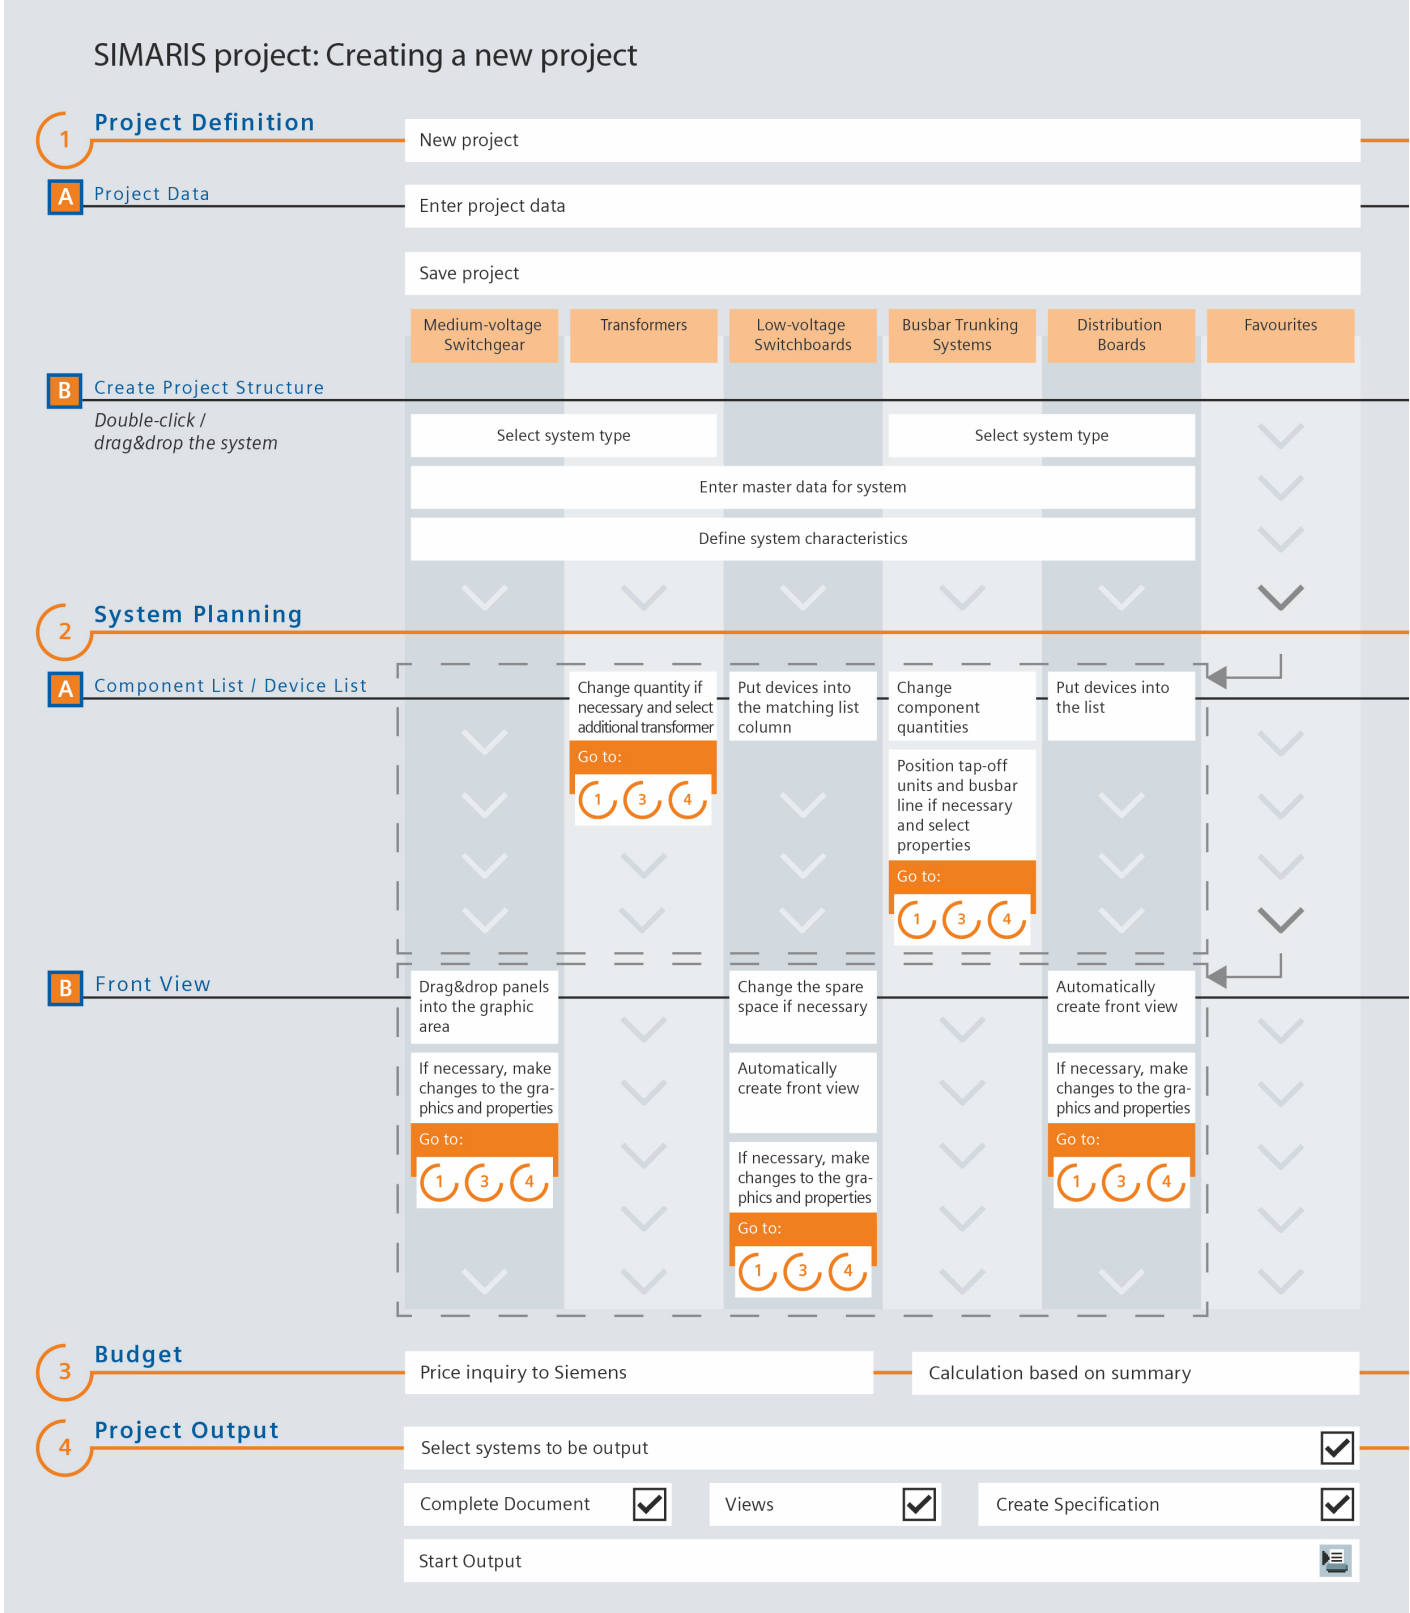 SIMARIS project: Creating a new project
1
Project Definition
New project
A
Project Data
Enter project data
Save project
Medium-voltage
Switchgear
Transformers
Low-voltage
Switchboards
Busbar Trunking
Systems
Distribution
Boards
Favourites
B
Create Project Structure
Double-click /
drag&drop the system
Select system type
Select system type
Enter master data for system
Define system characteristics
2
System Planning
A
Component List / Device List
Change quantity if
necessary and select
additional transformer
Go to:
1 3 4
Put devices into
the matching list
column
Change
component
quantities
Position tap-off
units and busbar
line if necessary
and select
properties
Go to:
1 3 4
Put devices into
the list
B
Front View
Drag&drop panels
into the graphic
area
If necessary, make
changes to the gra-
phics and properties
Go to:
1 3 4
Change the spare
space if necessary
Automatically
create front view
If necessary, make
changes to the gra-
phics and properties
Go to:
1 3 4
Automatically
create front view
If necessary, make
changes to the gra-
phics and properties
Go to:
1 3 4
3
Budget
Price inquiry to Siemens
Calculation based on summary
4
Project Output
Select systems to be output
Complete Document
Views
Create Specification
Start Output